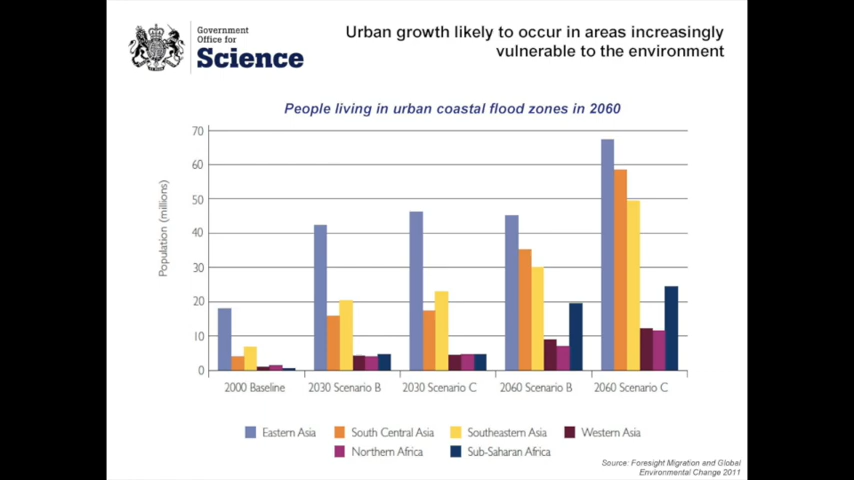 Government
Office for
Science
Urban growth likely to occur in areas increasingly
vulnerable to the environment
People living in urban coastal flood zones in 2060
Population (millions)
70
60
50
40
30
20
10
0
2000 Baseline
2030 Scenario B
2030 Scenario C
2060 Scenario B
2060 Scenario C
Eastern Asia
South Central Asia
Southeastern Asia
Western Asia
Northern Africa
Sub-Saharan Africa
Source: Foresight Migration and Global
Environmental Change 2011